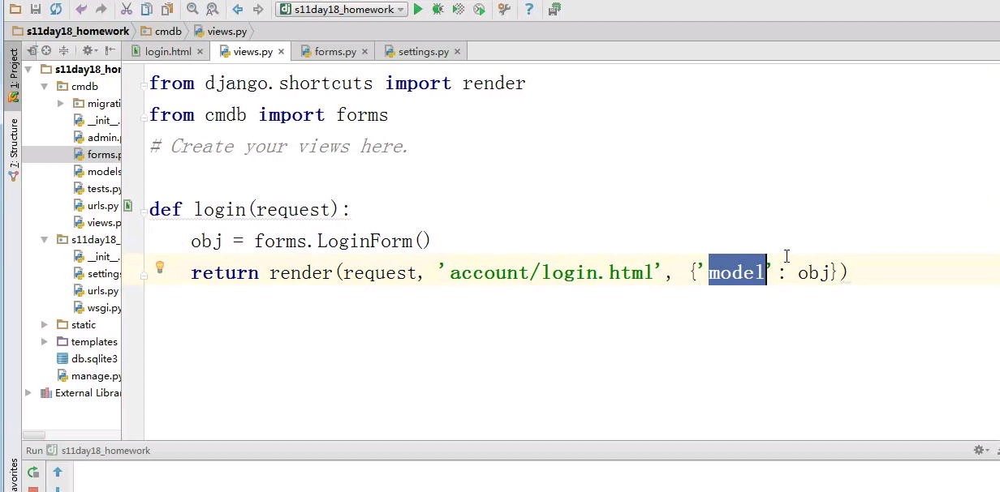 s11day18_homework
s11day18_homework cmdb views.py
1: Project
7: Structure
login.html views.py forms.py settings.py
s11day18_hor
cmdb
migrati
__init__.
admin.p
forms.p
models
tests.py
urls.py
views.p
s11day18_
__init__.
setting
urls.py
wsgi.py
static
templates
db.sqlite3
manage.py
External Librar
from django.shortcuts import render
from cmdb import forms
# Create your views here.
def login(request):
obj = forms.LoginForm()
return render(request, 'account/login.html', {'model': obj})
Run s11day18_homework
avorites